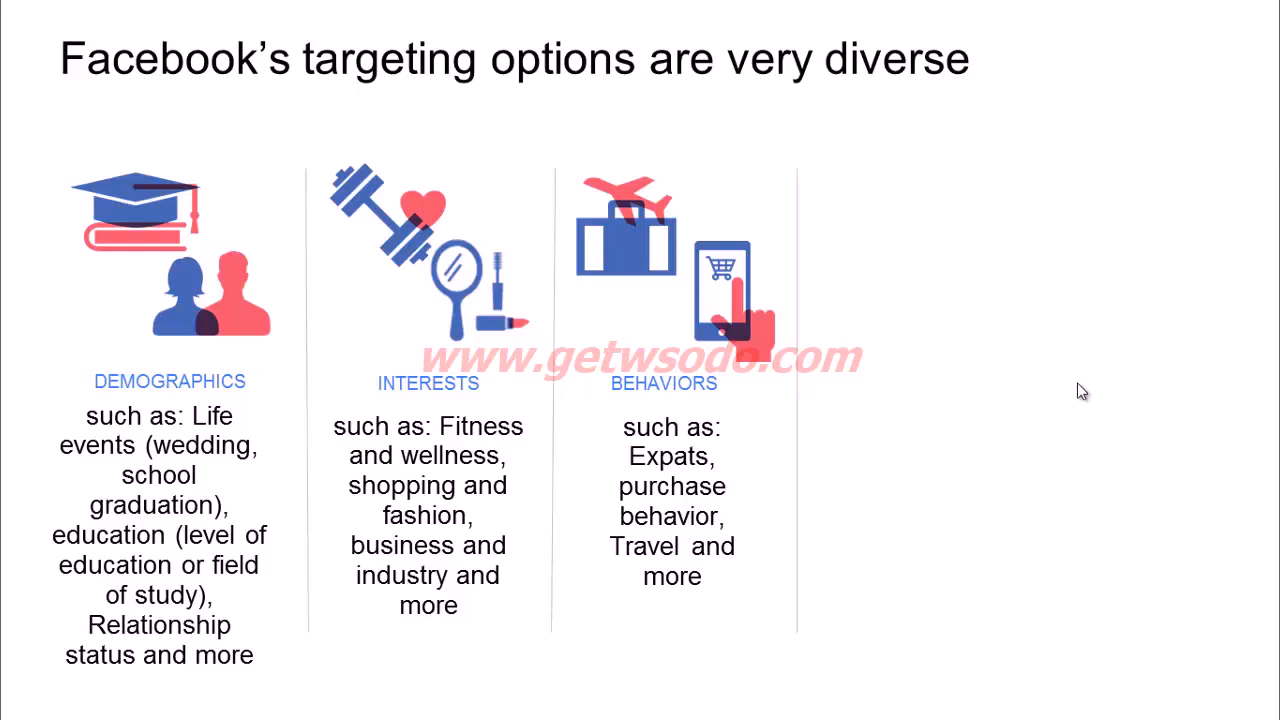 Facebook’s targeting options are very diverse
www.getwsodo.com
DEMOGRAPHICS
such as: Life
events (wedding,
school
graduation),
education (level of
education or field
of study),
Relationship
status and more
INTERESTS
such as: Fitness
and wellness,
shopping and
fashion,
business and
industry and
more
BEHAVIORS
such as:
Expats,
purchase
behavior,
Travel and
more